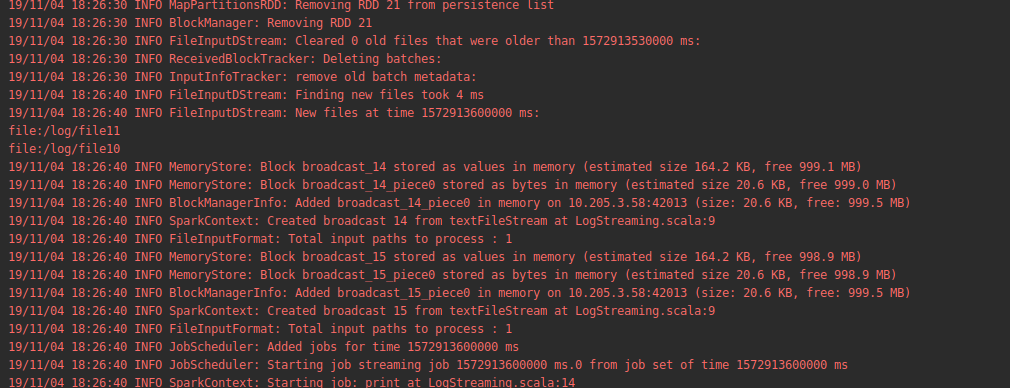 19/11/04 18:26:30 INFO MapPartitionsRDD: Removing RDD 21 from persistence list
19/11/04 18:26:30 INFO BlockManager: Removing RDD 21
19/11/04 18:26:30 INFO FileInputDStream: Cleared 0 old files that were older than 1572913530000 ms:
19/11/04 18:26:30 INFO ReceivedBlockTracker: Deleting batches:
19/11/04 18:26:30 INFO InputInfoTracker: remove old batch metadata:
19/11/04 18:26:40 INFO FileInputDStream: Finding new files took 4 ms
19/11/04 18:26:40 INFO FileInputDStream: New files at time 1572913600000 ms:
file:/log/file11
file:/log/file10
19/11/04 18:26:40 INFO MemoryStore: Block broadcast_14 stored as values in memory (estimated size 164.2 KB, free 999.1 MB)
19/11/04 18:26:40 INFO MemoryStore: Block broadcast_14_piece0 stored as bytes in memory (estimated size 20.6 KB, free 999.0 MB)
19/11/04 18:26:40 INFO BlockManagerInfo: Added broadcast_14_piece0 in memory on 10.205.3.58:42013 (size: 20.6 KB, free: 999.5 MB)
19/11/04 18:26:40 INFO SparkContext: Created broadcast 14 from textFileStream at LogStreaming.scala:9
19/11/04 18:26:40 INFO FileInputFormat: Total input paths to process : 1
19/11/04 18:26:40 INFO MemoryStore: Block broadcast_15 stored as values in memory (estimated size 164.2 KB, free 998.9 MB)
19/11/04 18:26:40 INFO MemoryStore: Block broadcast_15_piece0 stored as bytes in memory (estimated size 20.6 KB, free 998.9 MB)
19/11/04 18:26:40 INFO BlockManagerInfo: Added broadcast_15_piece0 in memory on 10.205.3.58:42013 (size: 20.6 KB, free: 999.5 MB)
19/11/04 18:26:40 INFO SparkContext: Created broadcast 15 from textFileStream at LogStreaming.scala:9
19/11/04 18:26:40 INFO FileInputFormat: Total input paths to process : 1
19/11/04 18:26:40 INFO JobScheduler: Added jobs for time 1572913600000 ms
19/11/04 18:26:40 INFO JobScheduler: Starting job streaming job 1572913600000 ms.0 from job set of time 1572913600000 ms
19/11/04 18:26:40 INFO SparkContext: Starting job: print at LogStreaming.scala:14